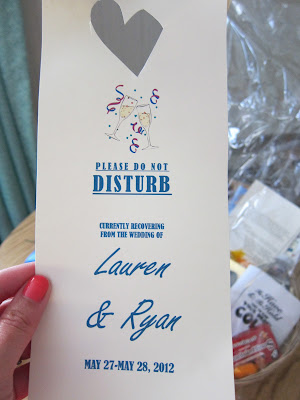 PLEASE DO NOT
DISTURB
CURRENTLY RECOVERING
FROM THE WEDDING OF
Lauren
& Ryan
MAY 27-MAY 28, 2012